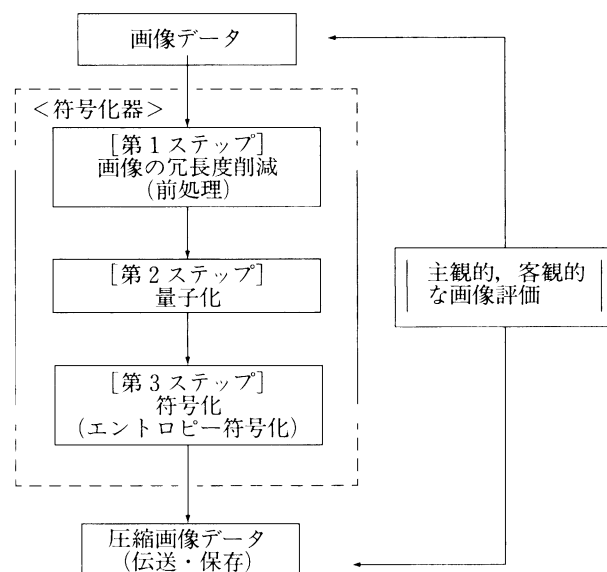 画像データ
<符号化器>
[第1ステップ]
画像の冗長度削減
(前処理)
[第2ステップ]
量子化
主観的,客観的
な画像評価
[第3ステップ]
符号化
(エントロピー符号化)
圧縮画像データ
(伝送・保存)